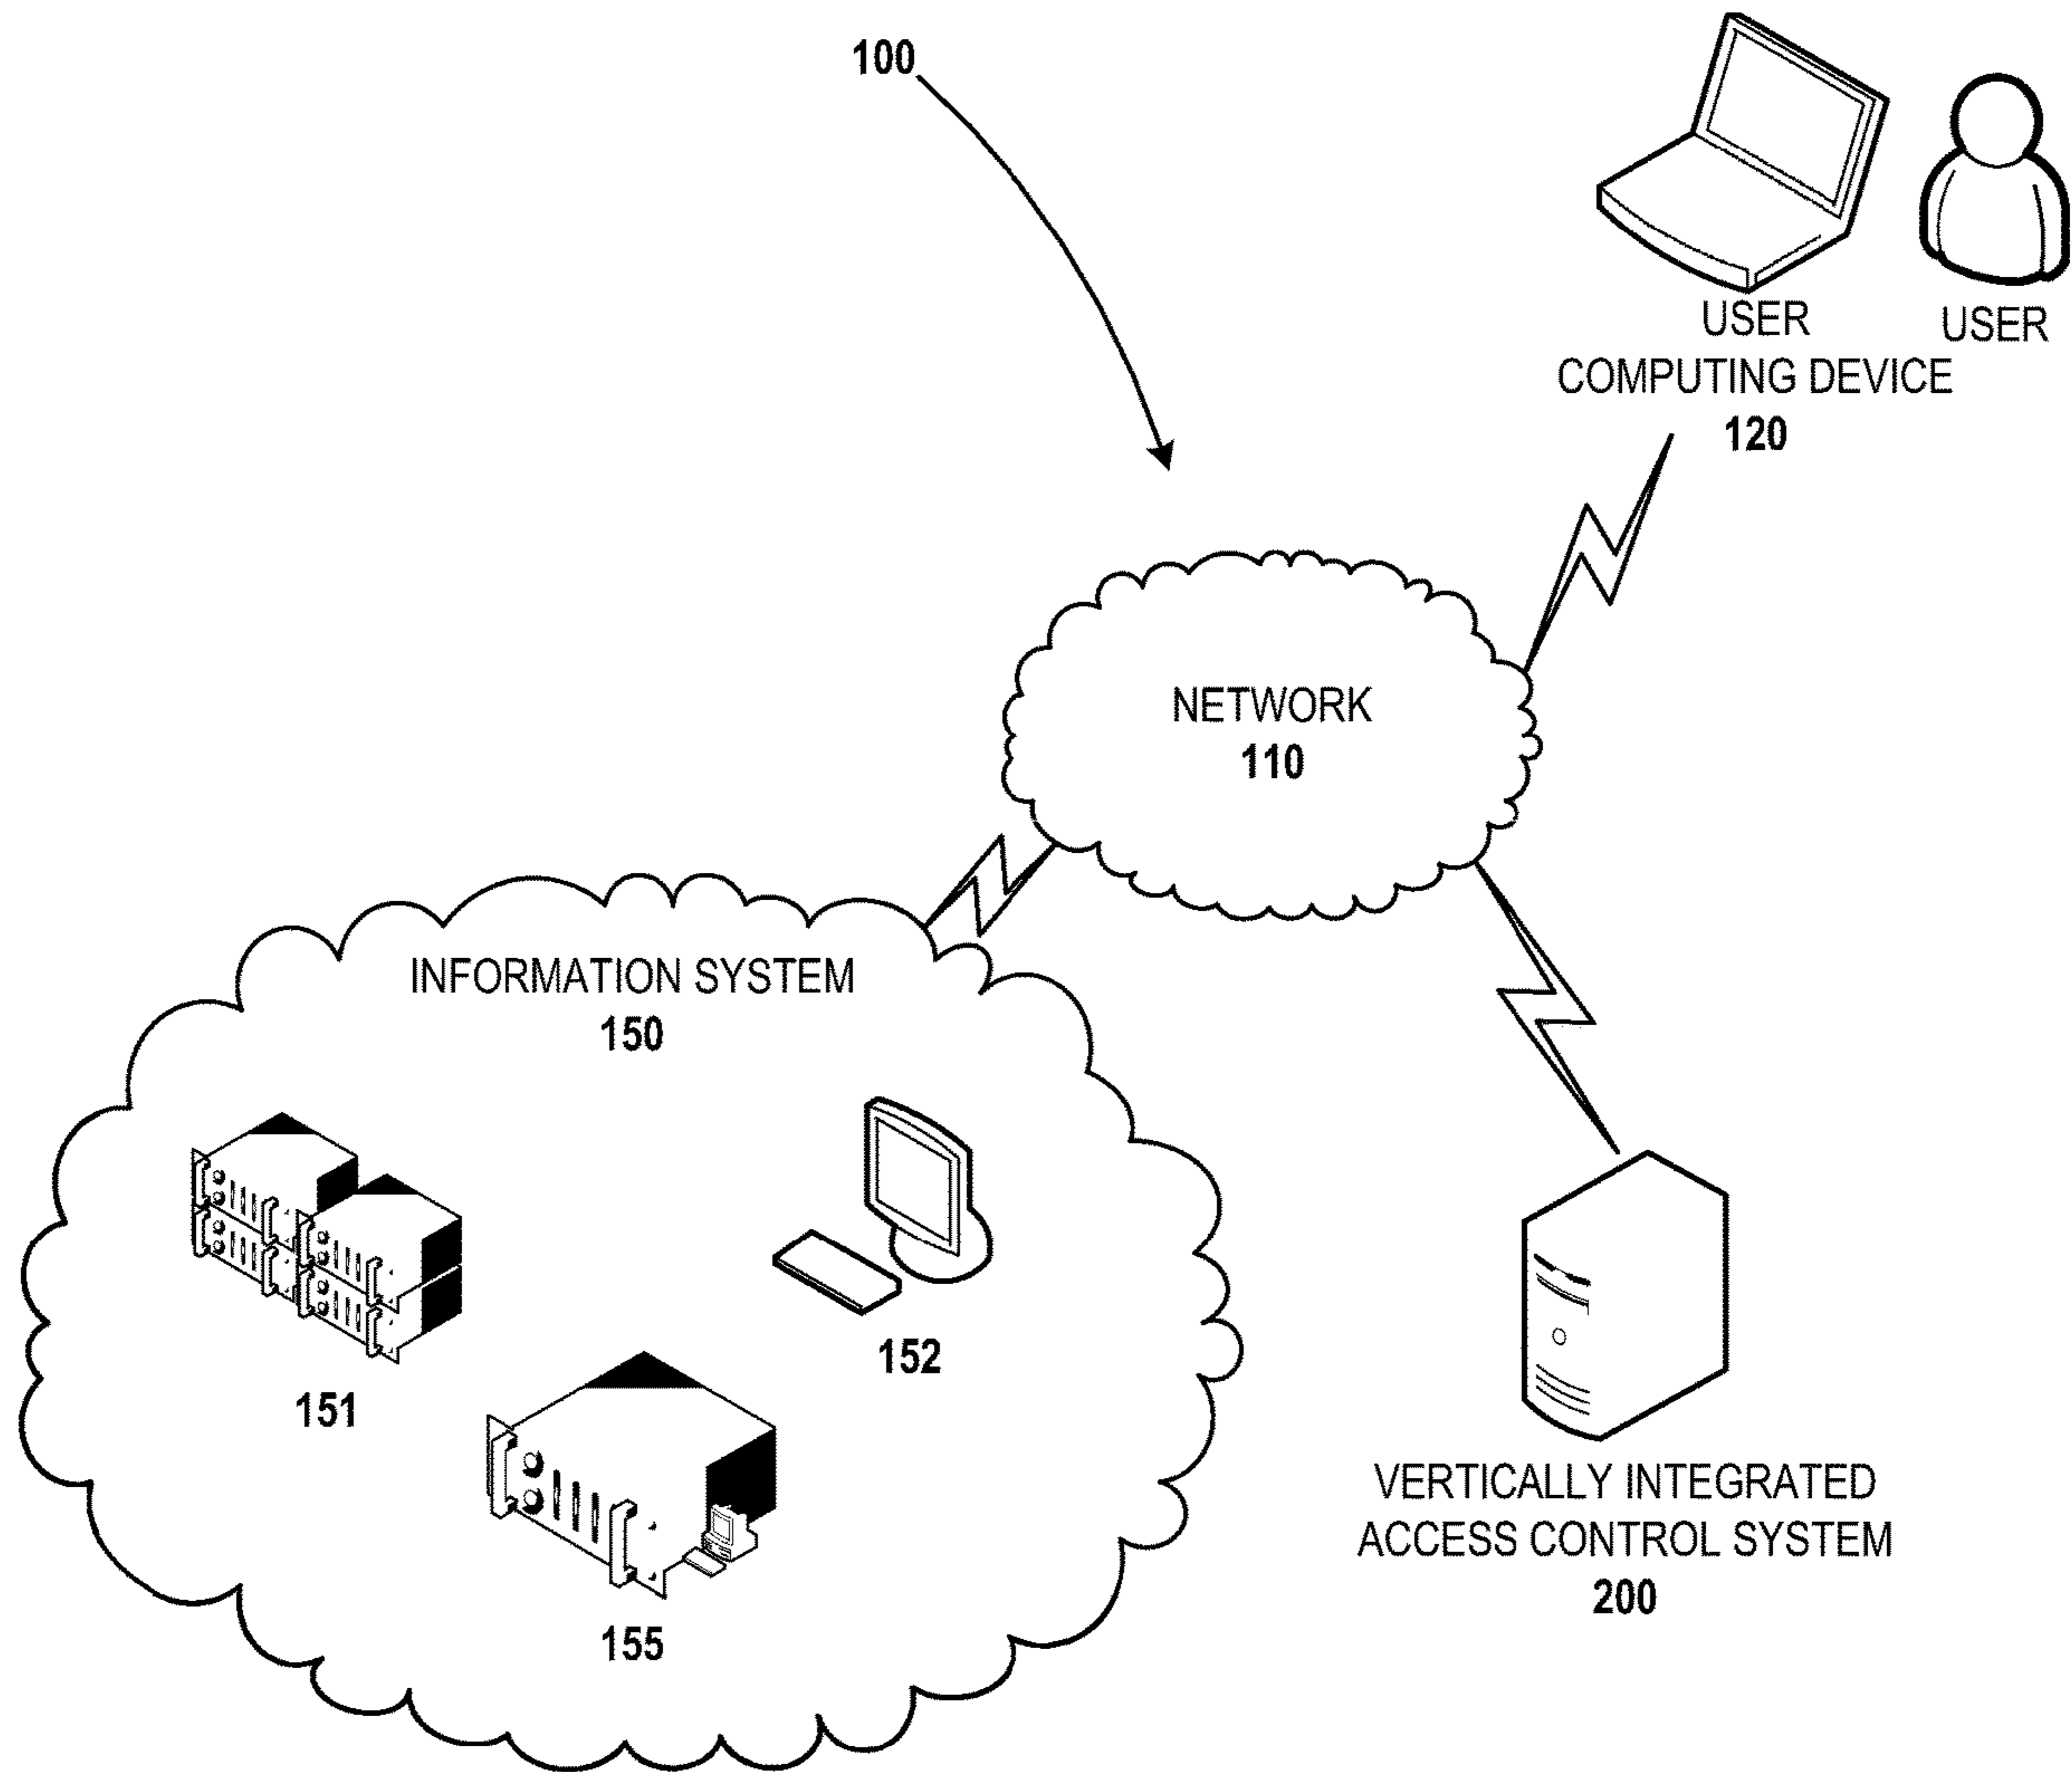 100
USER
COMPUTING DEVICE
120
USER
NETWORK
110
INFORMATION SYSTEM
150
151
152
155
VERTICALLY INTEGRATED
ACCESS CONTROL SYSTEM
200